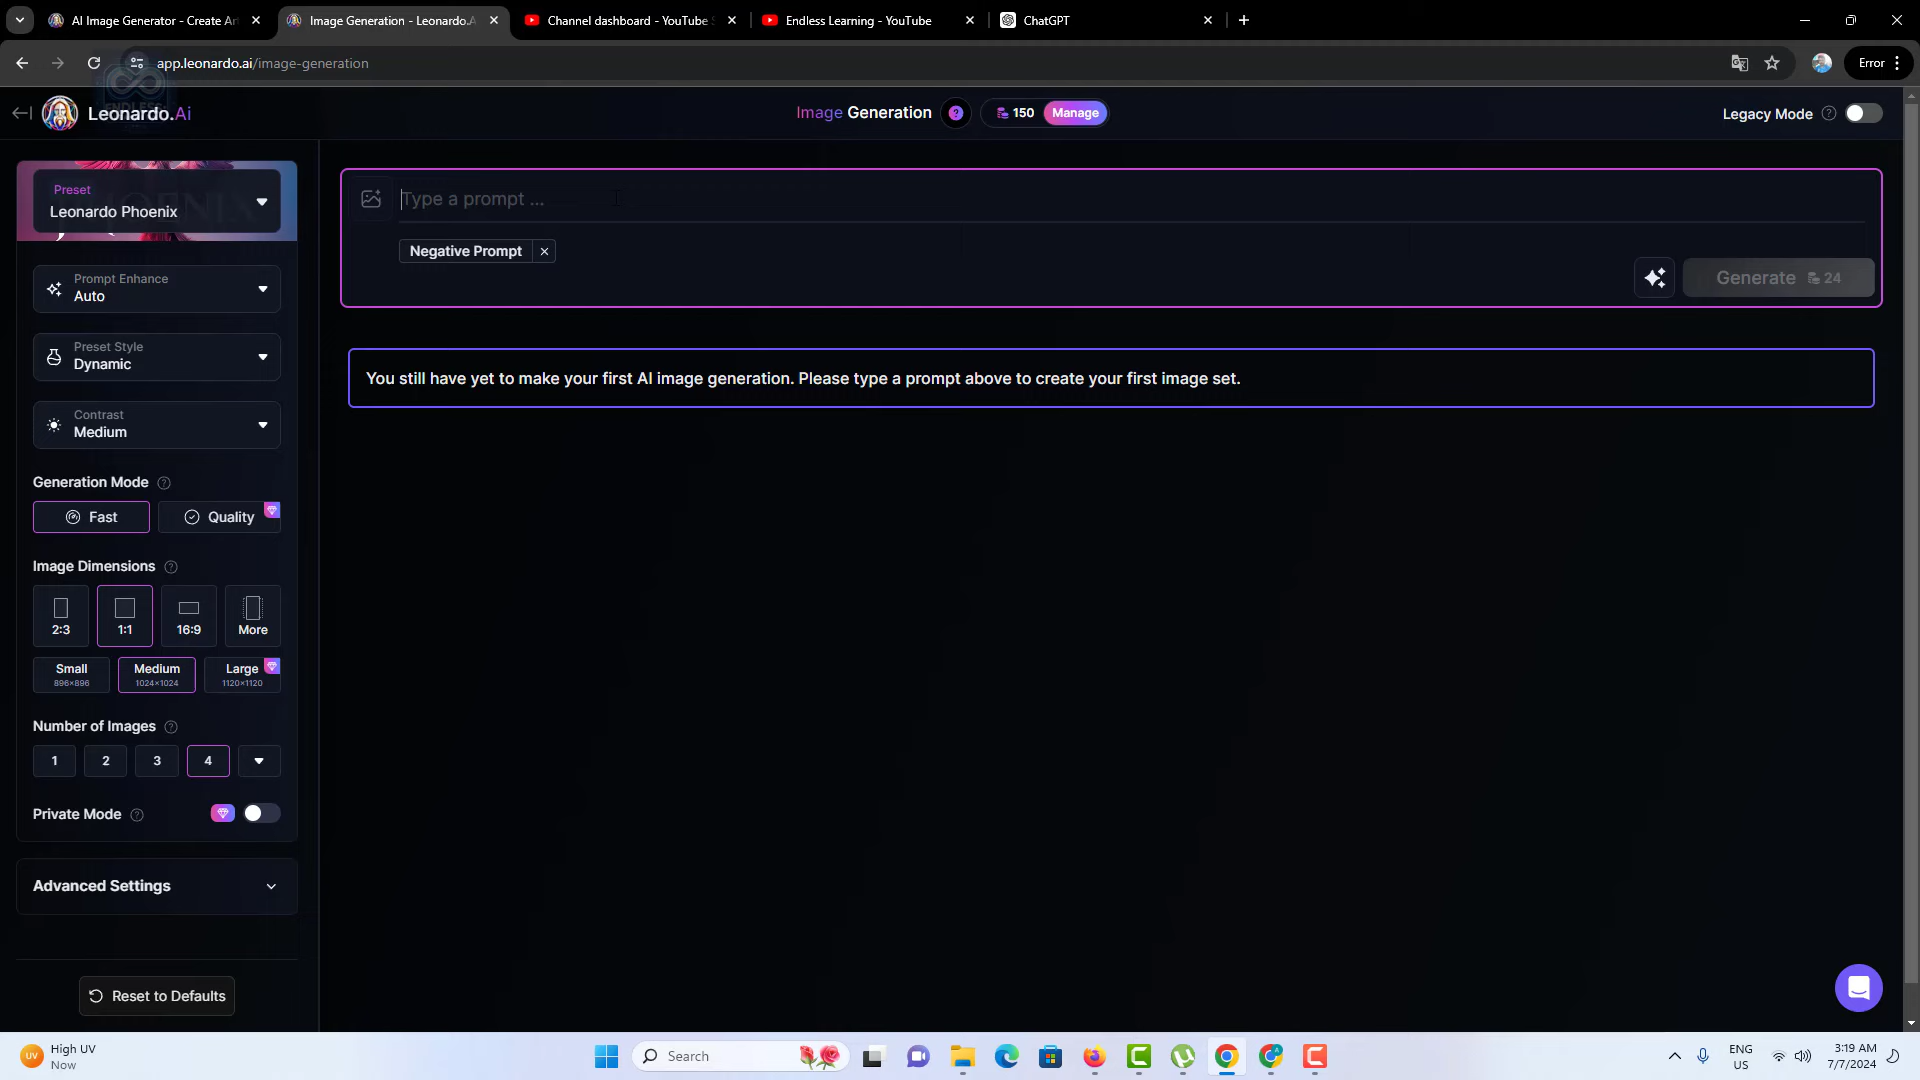 AI Image Generator - Create Ar
Image Generation - Leonardo.A
Channel dashboard - YouTube S
Endless Learning - YouTube
ChatGPT
app.leonardo.ai/image-generation
Error
Leonardo.Ai
Image Generation
150
Manage
Legacy Mode
Preset
Leonardo Phoenix
Type a prompt ...
Negative Prompt
Generate 24
Prompt Enhance
Auto
Preset Style
Dynamic
You still have yet to make your first AI image generation. Please type a prompt above to create your first image set.
Contrast
Medium
Generation Mode
Fast
Quality
Image Dimensions
2:3
1:1
16:9
More
Small
896×896
Medium
1024×1024
Large
1120×1120
Number of Images
1
2
3
4
Private Mode
Advanced Settings
Reset to Defaults
UV
High UV
Now
Search
ENG
US
3:19 AM
7/7/2024